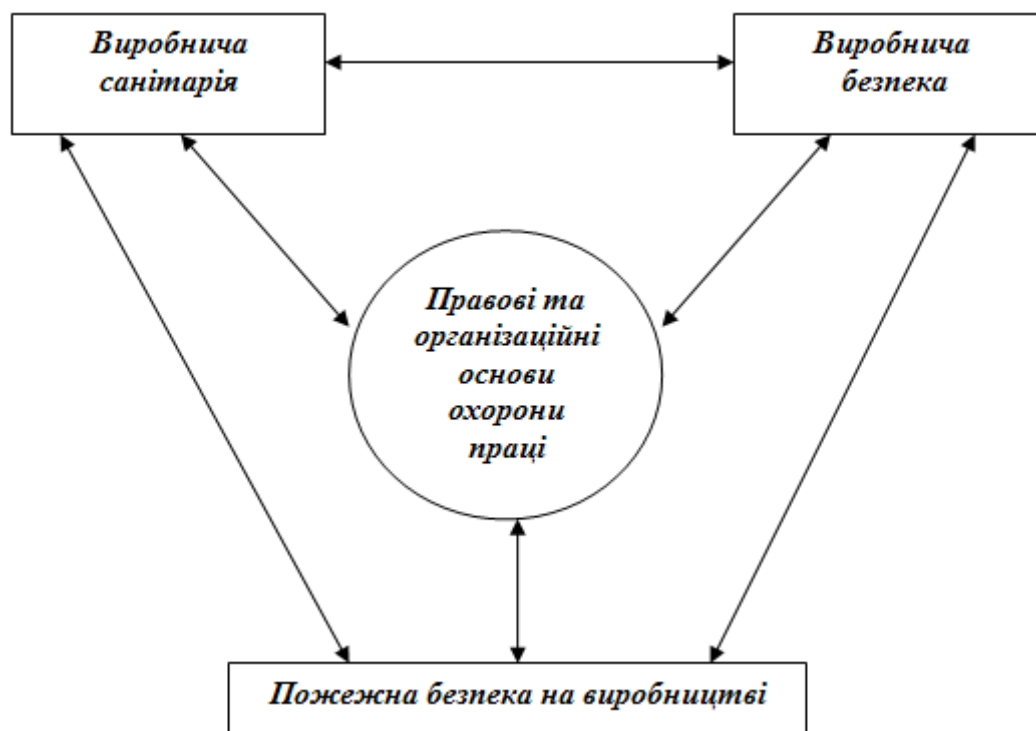 Виробнича
санітарія
Виробнича
безпека
Правові та
організаційні
основи
охорони
праці
Пожежна безпека на виробництві